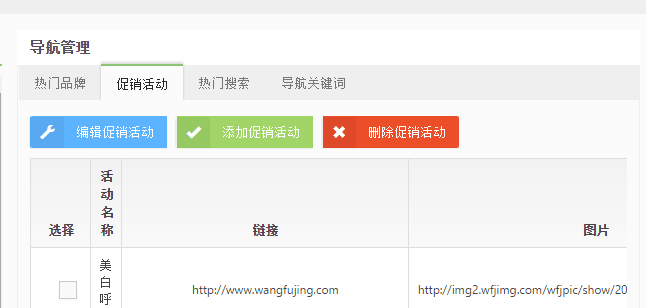 导航管理
热门品牌 促销活动 热门搜索 导航关键词
编辑促销活动 添加促销活动 删除促销活动
选择 活动名称 链接 图片
美白呼 http://www.wangfujing.com http://img2.wfjimg.com/wfjpic/show/20